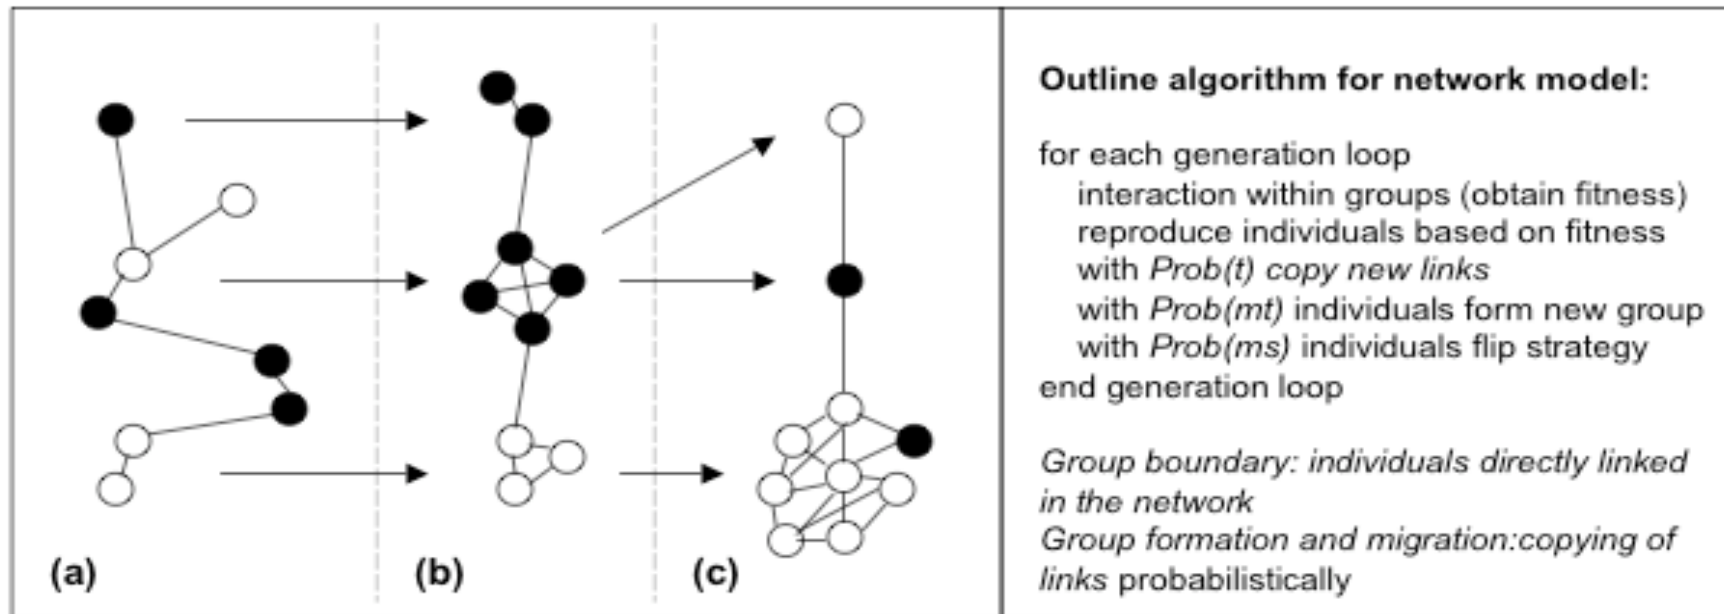 (a)
(b)
(c)
Outline algorithm for network model:
for each generation loop
interaction within groups (obtain fitness)
reproduce individuals based on fitness
with Prob(t) copy new links
with Prob(mt) individuals form new group
with Prob(ms) individuals flip strategy
end generation loop
Group boundary: individuals directly linked
in the network
Group formation and migration:copying of
links probabilistically